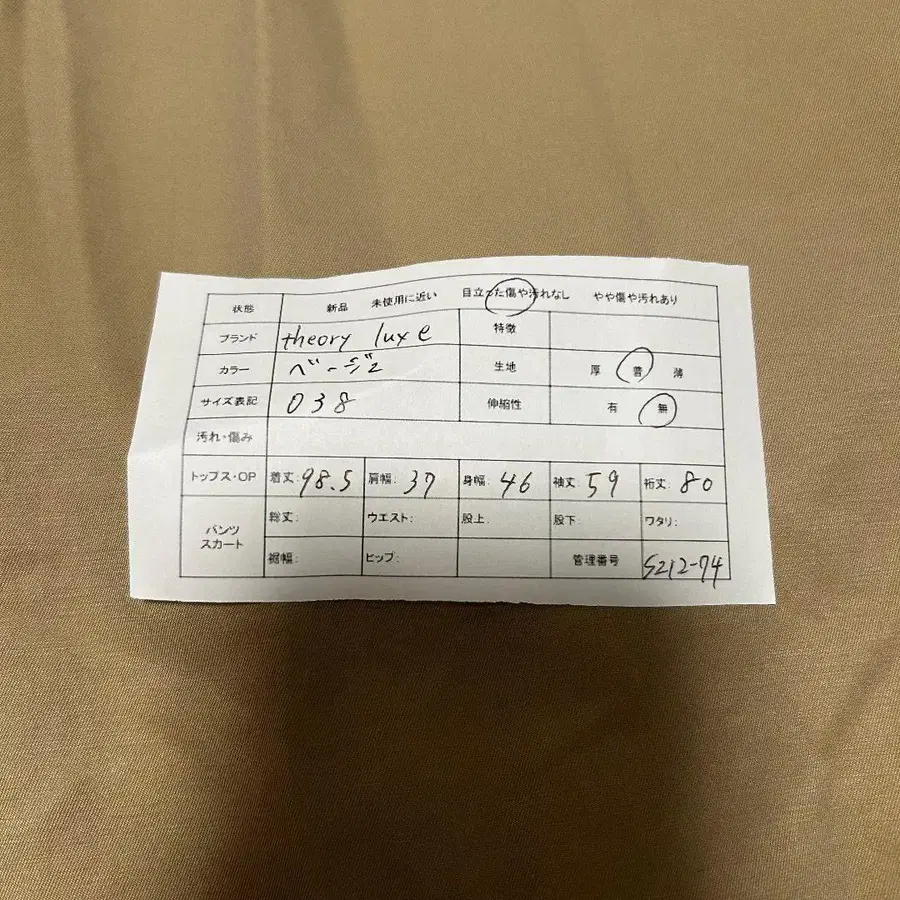 状態 新品 未使用に近い 目立った傷や汚れなし やや傷や汚れあり
ブランド theory luxe 特徴
カラー ベージュ 生地 厚 普 薄
サイズ表記 038 伸縮性 有 無
汚れ・傷み
トップス・OP 着丈:98.5 肩幅:37 身幅:46 袖丈:59 裄丈:80
パンツ スカート 総丈: ウエスト: 股上: 股下: ワタリ:
裾幅: ヒップ: 管理番号 S212-74